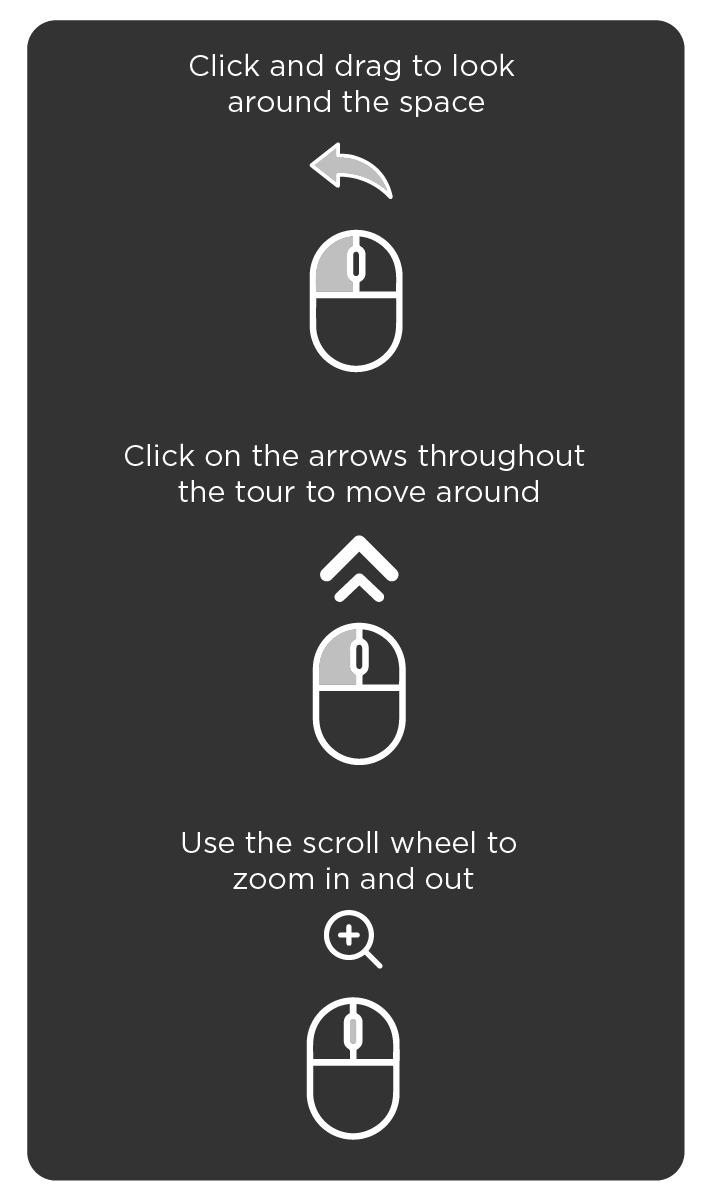 Click and drag to look
around the space
Click on the arrows throughout
the tour to move around
Use the scroll wheel to
zoom in and out